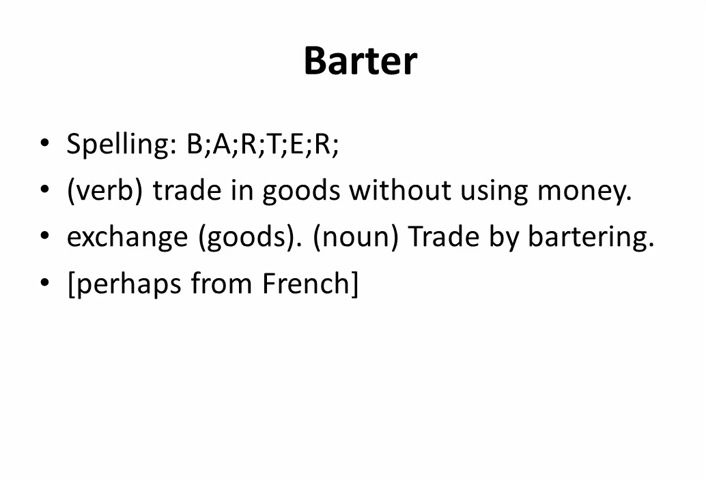 Barter
• Spelling: B;A;R;T;E;R;
• (verb) trade in goods without using money.
• exchange (goods). (noun) Trade by bartering.
• [perhaps from French]